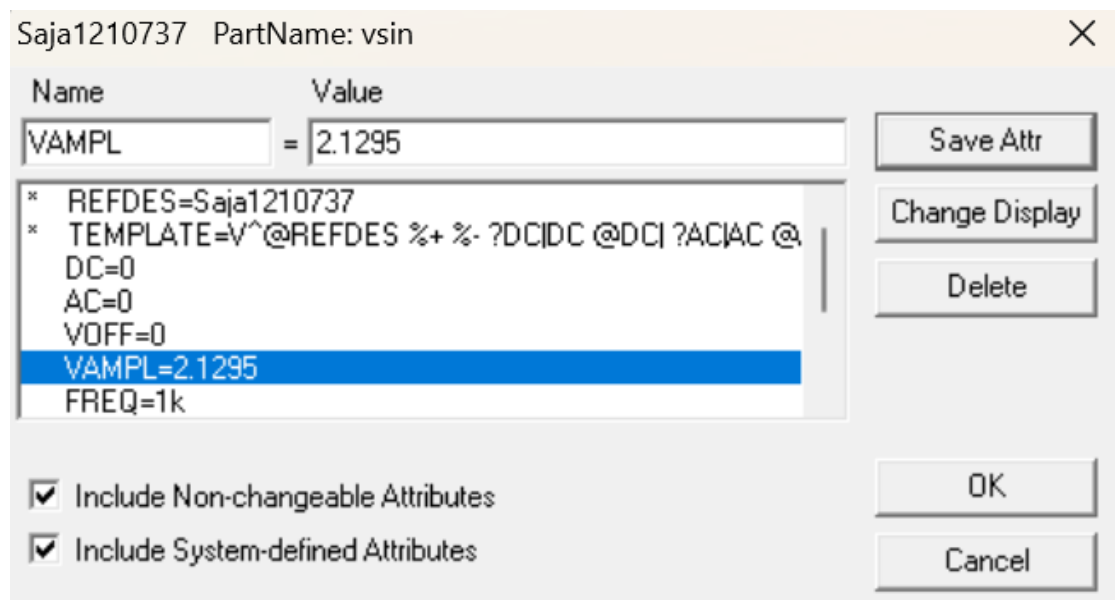 Saja1210737 PartName: vsin
Name Value
VAMPL = 2.1295
Save Attr
* REFDES=Saja1210737
* TEMPLATE=V^@REFDES %+ %- ?DC|DC @DC| ?AC|AC @
DC=0
AC=0
VOFF=0
VAMPL=2.1295
FREQ=1k
Change Display
Delete
Include Non-changeable Attributes
Include System-defined Attributes
OK
Cancel